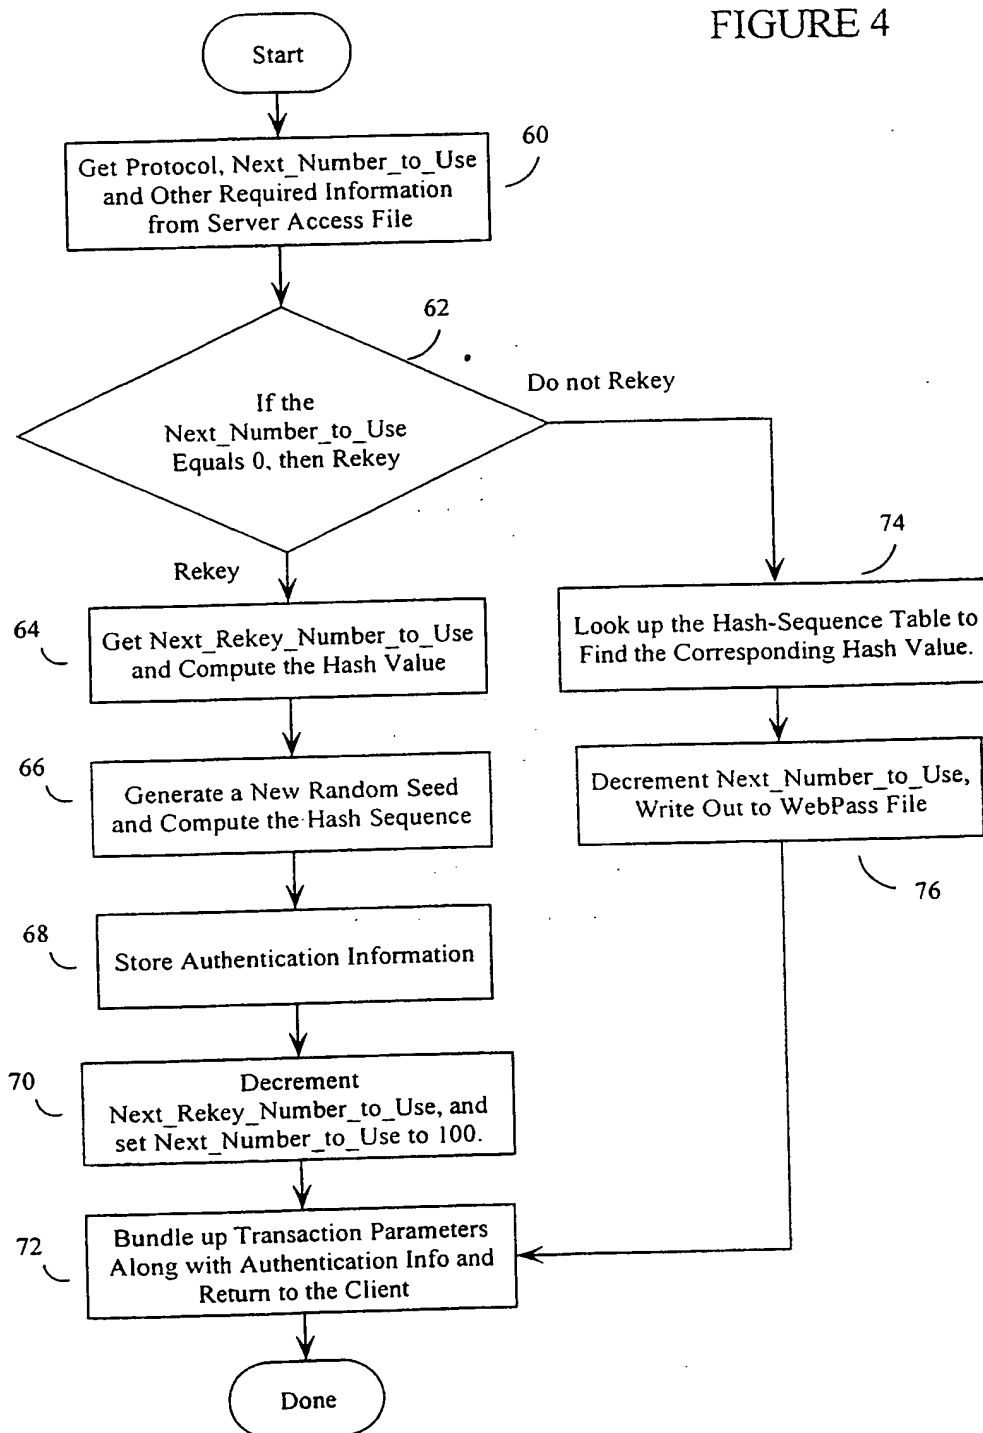 FIGURE 4
Start
60
Get Protocol, Next_Number_to_Use
and Other Required Information
from Server Access File
62
Do not Rekey
If the
Next_Number_to_Use
Equals 0, then Rekey
Rekey
74
64
Get Next_Rekey_Number_to_Use
and Compute the Hash Value
Look up the Hash-Sequence Table to
Find the Corresponding Hash Value.
66
Generate a New Random Seed
and Compute the Hash Sequence
Decrement Next_Number_to_Use,
Write Out to WebPass File
76
68
Store Authentication Information
70
Decrement
Next_Rekey_Number_to_Use, and
set Next_Number_to_Use to 100.
72
Bundle up Transaction Parameters
Along with Authentication Info and
Return to the Client
Done